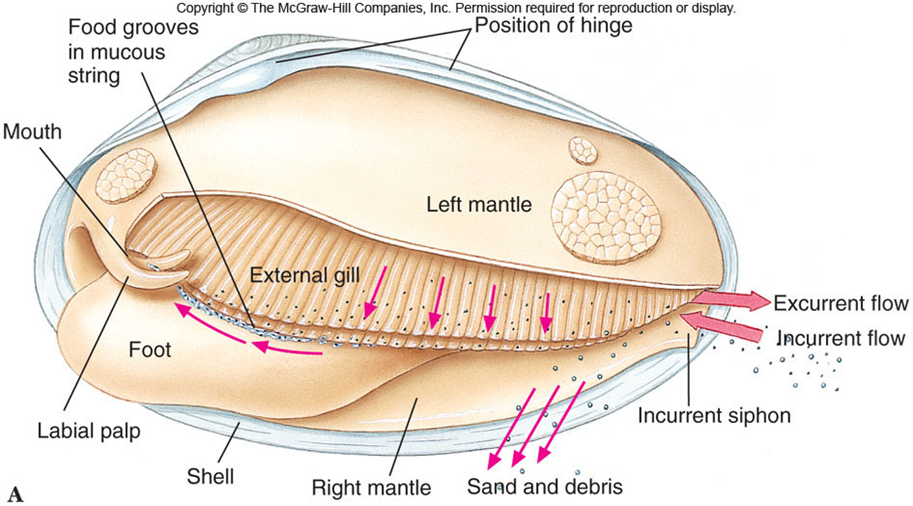 Copyright © The McGraw-Hill Companies, Inc. Permission required for reproduction or display.
Food grooves
in mucous
string
Position of hinge
Mouth
Left mantle
External gill
Excurrent flow
Incurrent flow
Foot
Incurrent siphon
Labial palp
Shell
Right mantle
Sand and debris
A